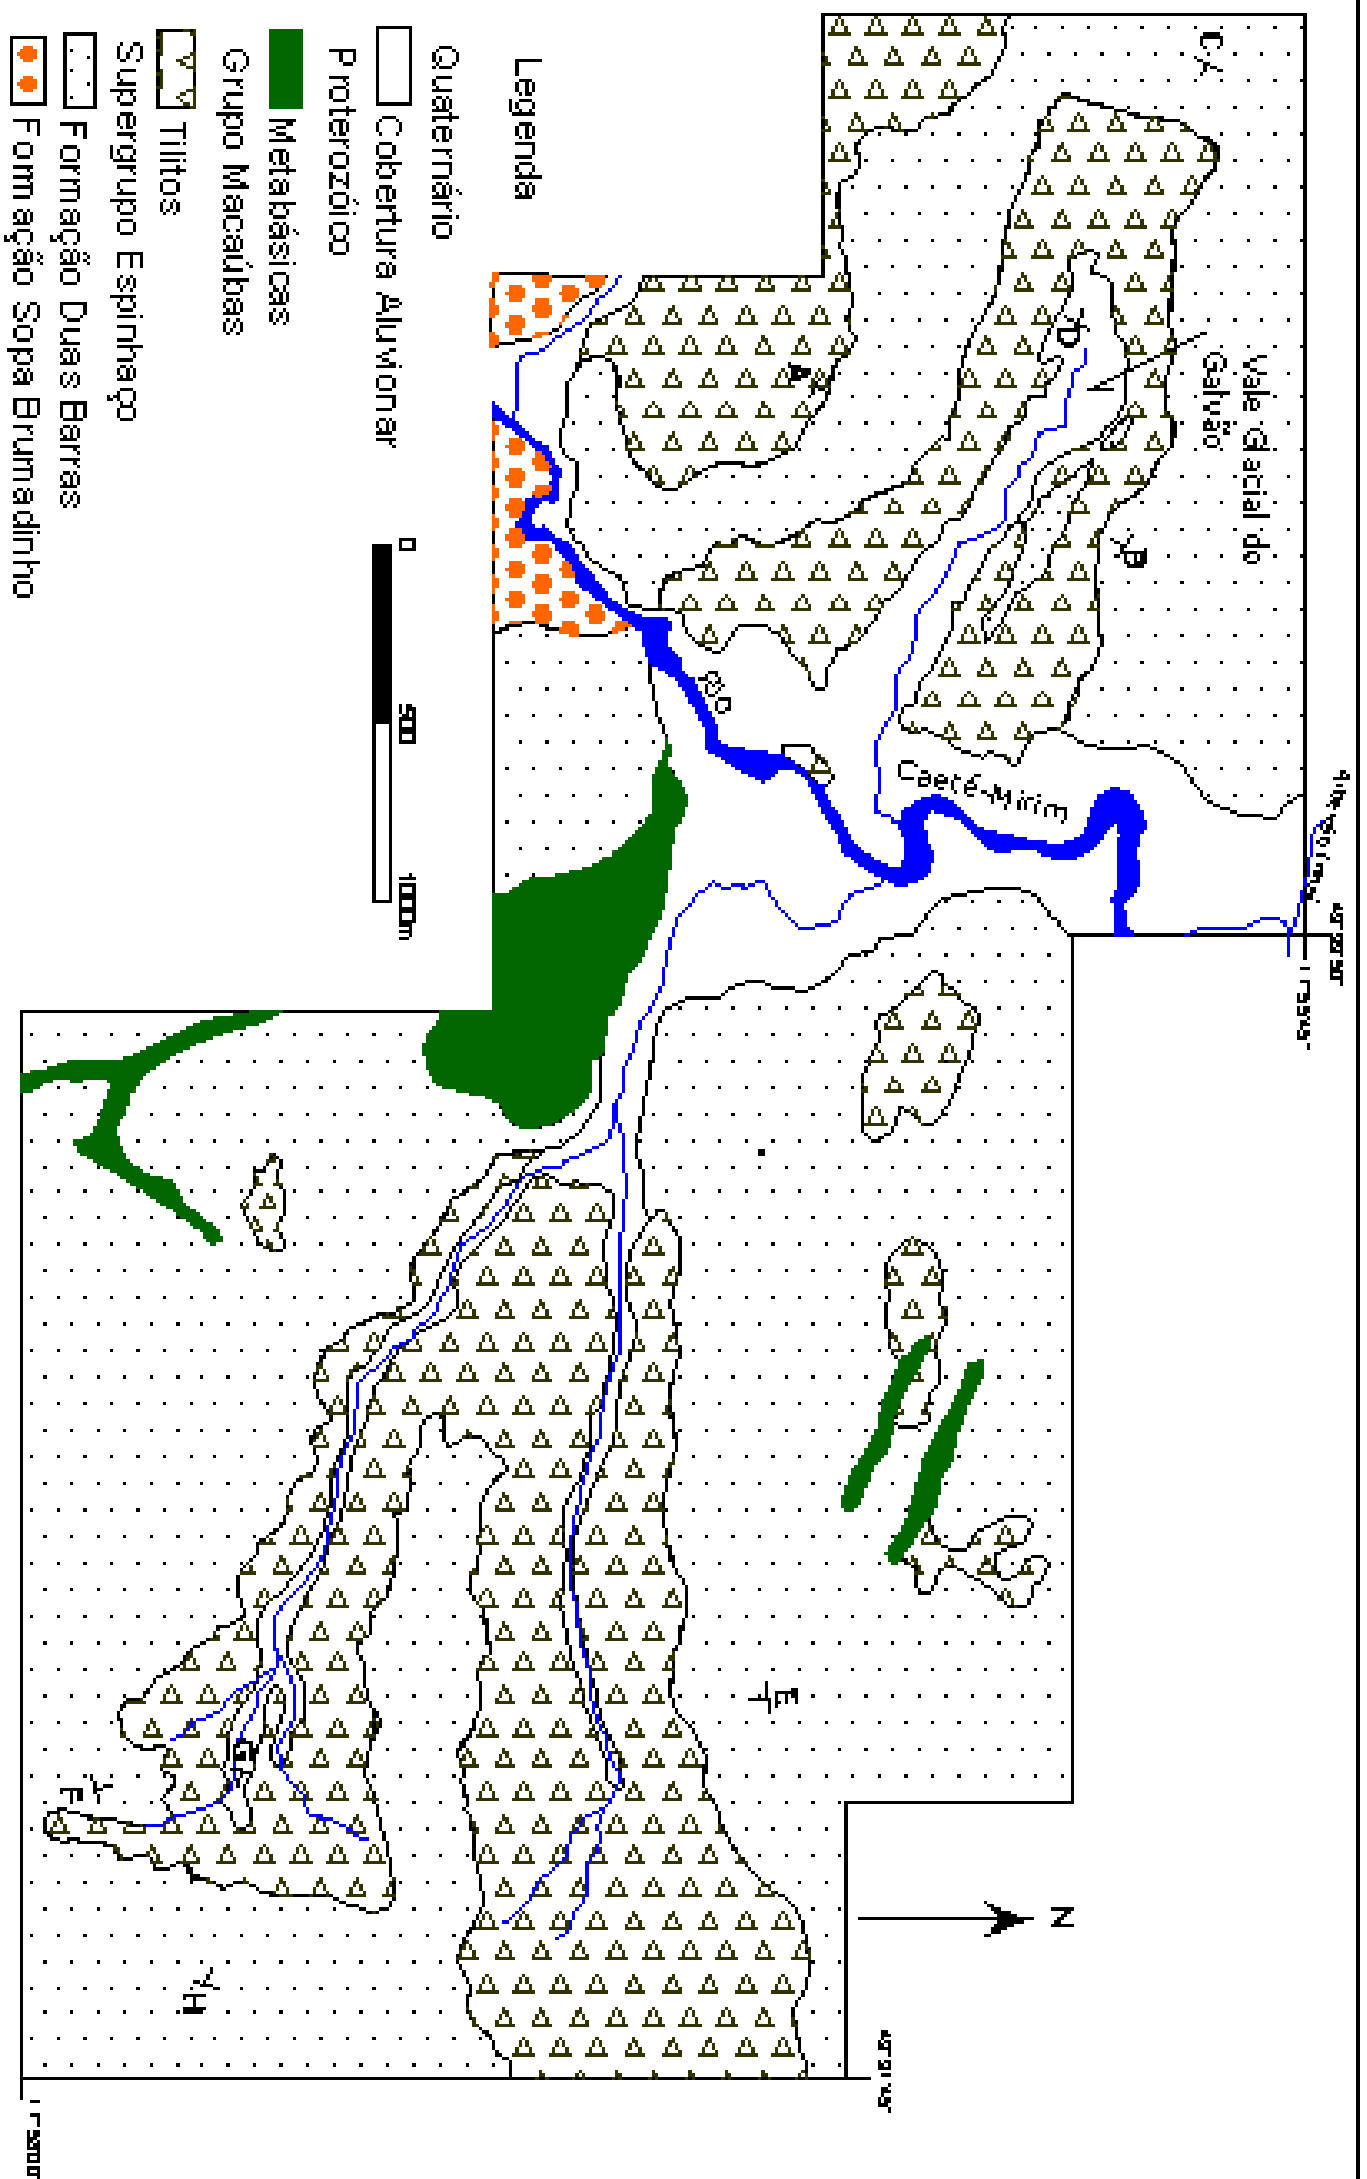 Vale Glacial do
Galvão
Rio
Caeté-Mirim
C
D
B
A
E
F
G
H
N
0
500
1000m
Legenda
Quaternário
Cobertura Aluvionar
Proterozóico
Metabásicas
Grupo Macaúbas
Tilitos
Supergrupo Espinhaço
Formação Duas Barras
Formação Sopa Brumadinho